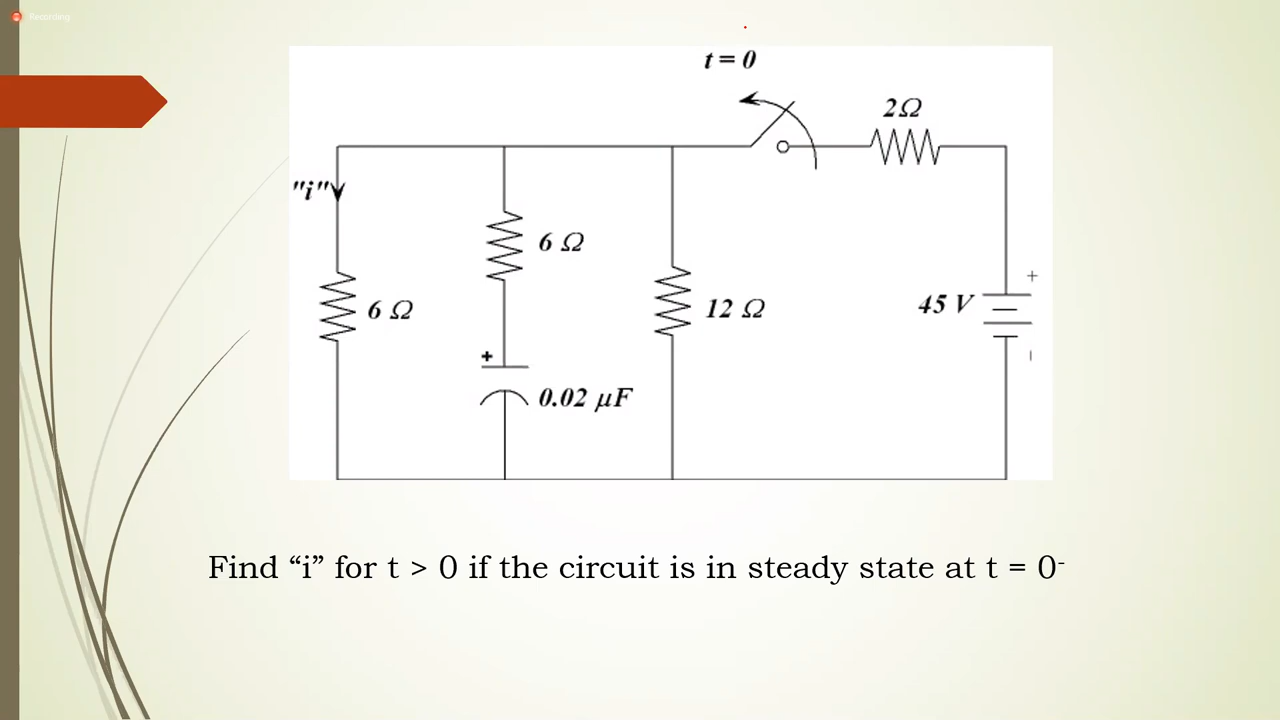 Recording
t = 0
2Ω
"i"
6 Ω
+
6 Ω
12 Ω
45 V
+
0.02 μF
Find “i” for t > 0 if the circuit is in steady state at t = 0-